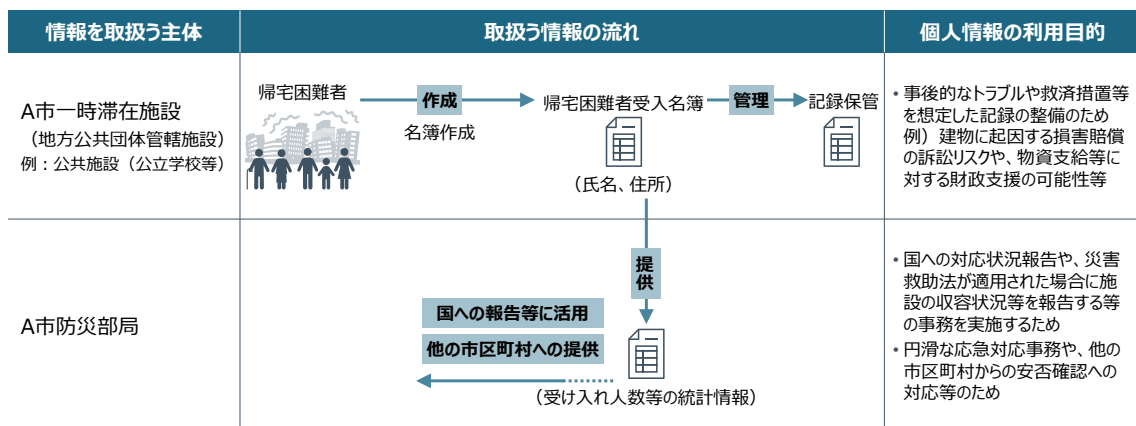 情報を取扱う主体
取扱う情報の流れ
個人情報の利用目的
A市一時滞在施設
（地方公共団体管轄施設）
例：公共施設（公立学校等）
帰宅困難者
作成
名簿作成
帰宅困難者受入名簿
（氏名、住所）
管理
記録保管
• 事後的なトラブルや救済措置等
を想定した記録の整備のため
例）建物に起因する損害賠償
の訴訟リスクや、物資支給等に
対する財政支援の可能性等
A市防災部局
提
供
国への報告等に活用
他の市区町村への提供
（受け入れ人数等の統計情報）
• 国への対応状況報告や、災害
救助法が適用された場合に施
設の収容状況等を報告する等
の事務を実施するため
• 円滑な応急対応事務や、他の
市区町村からの安否確認への
対応等のため